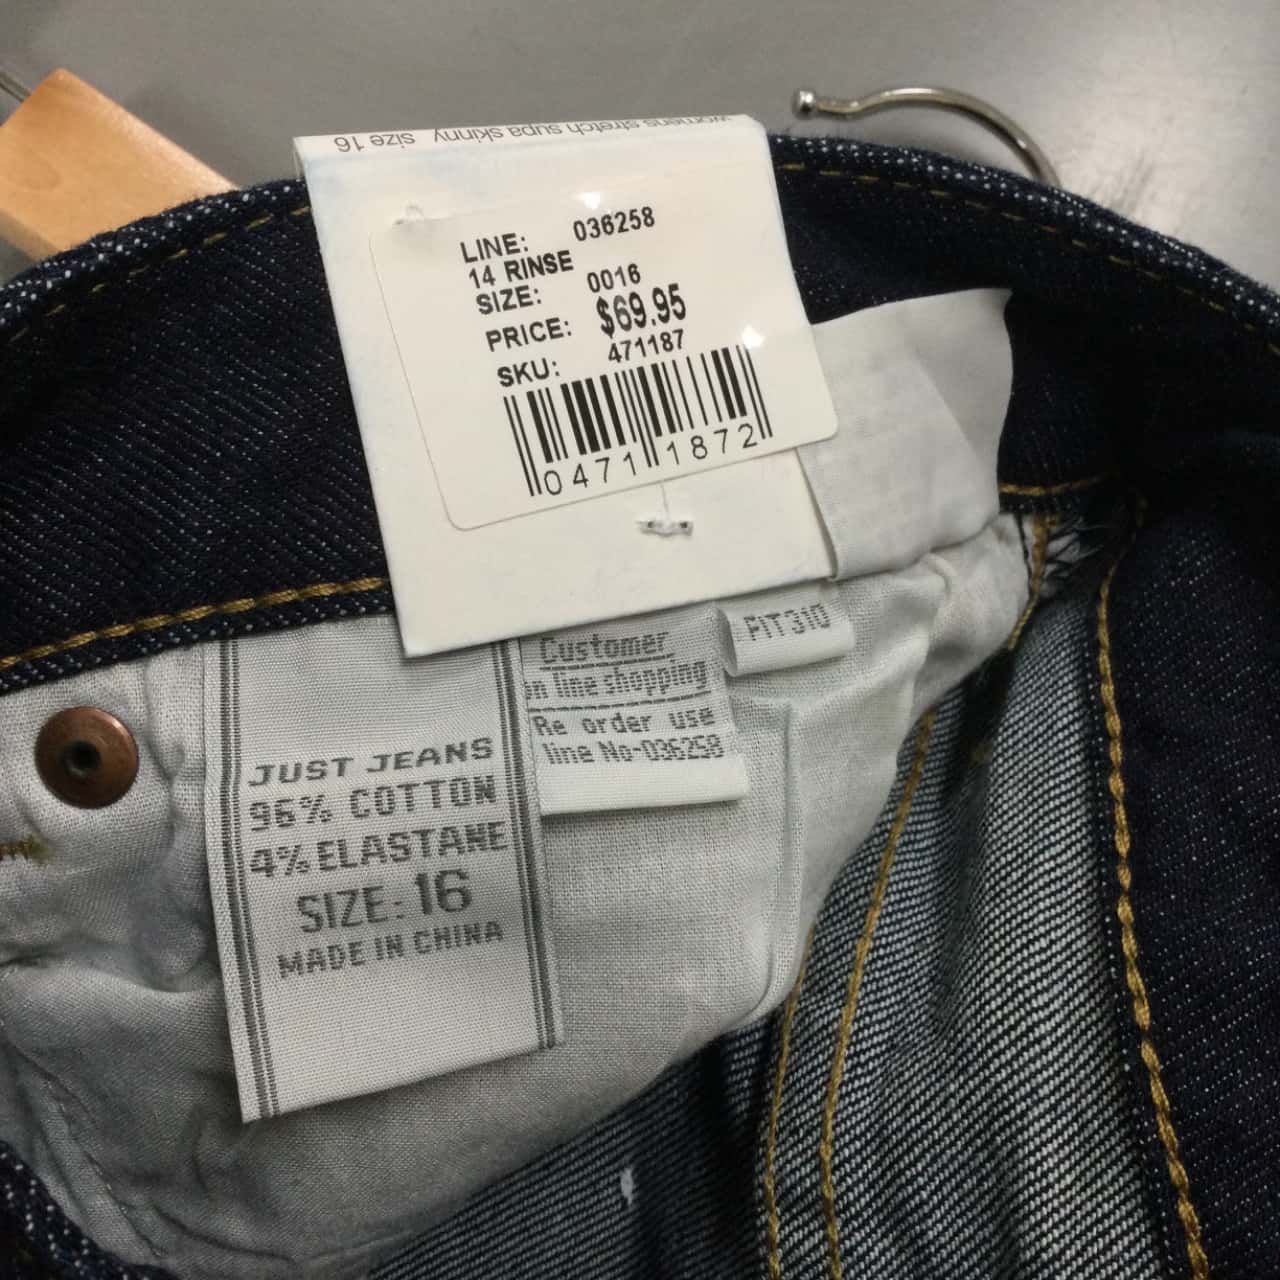 womens stretch supa skinny size 16
LINE: 036258
14 RINSE
SIZE: 0016
PRICE: $69.95
SKU: 471187
04711872
FIT310
Customer
on line shopping
Re order use
line No-036258
JUST JEANS
96% COTTON
4% ELASTANE
SIZE: 16
MADE IN CHINA